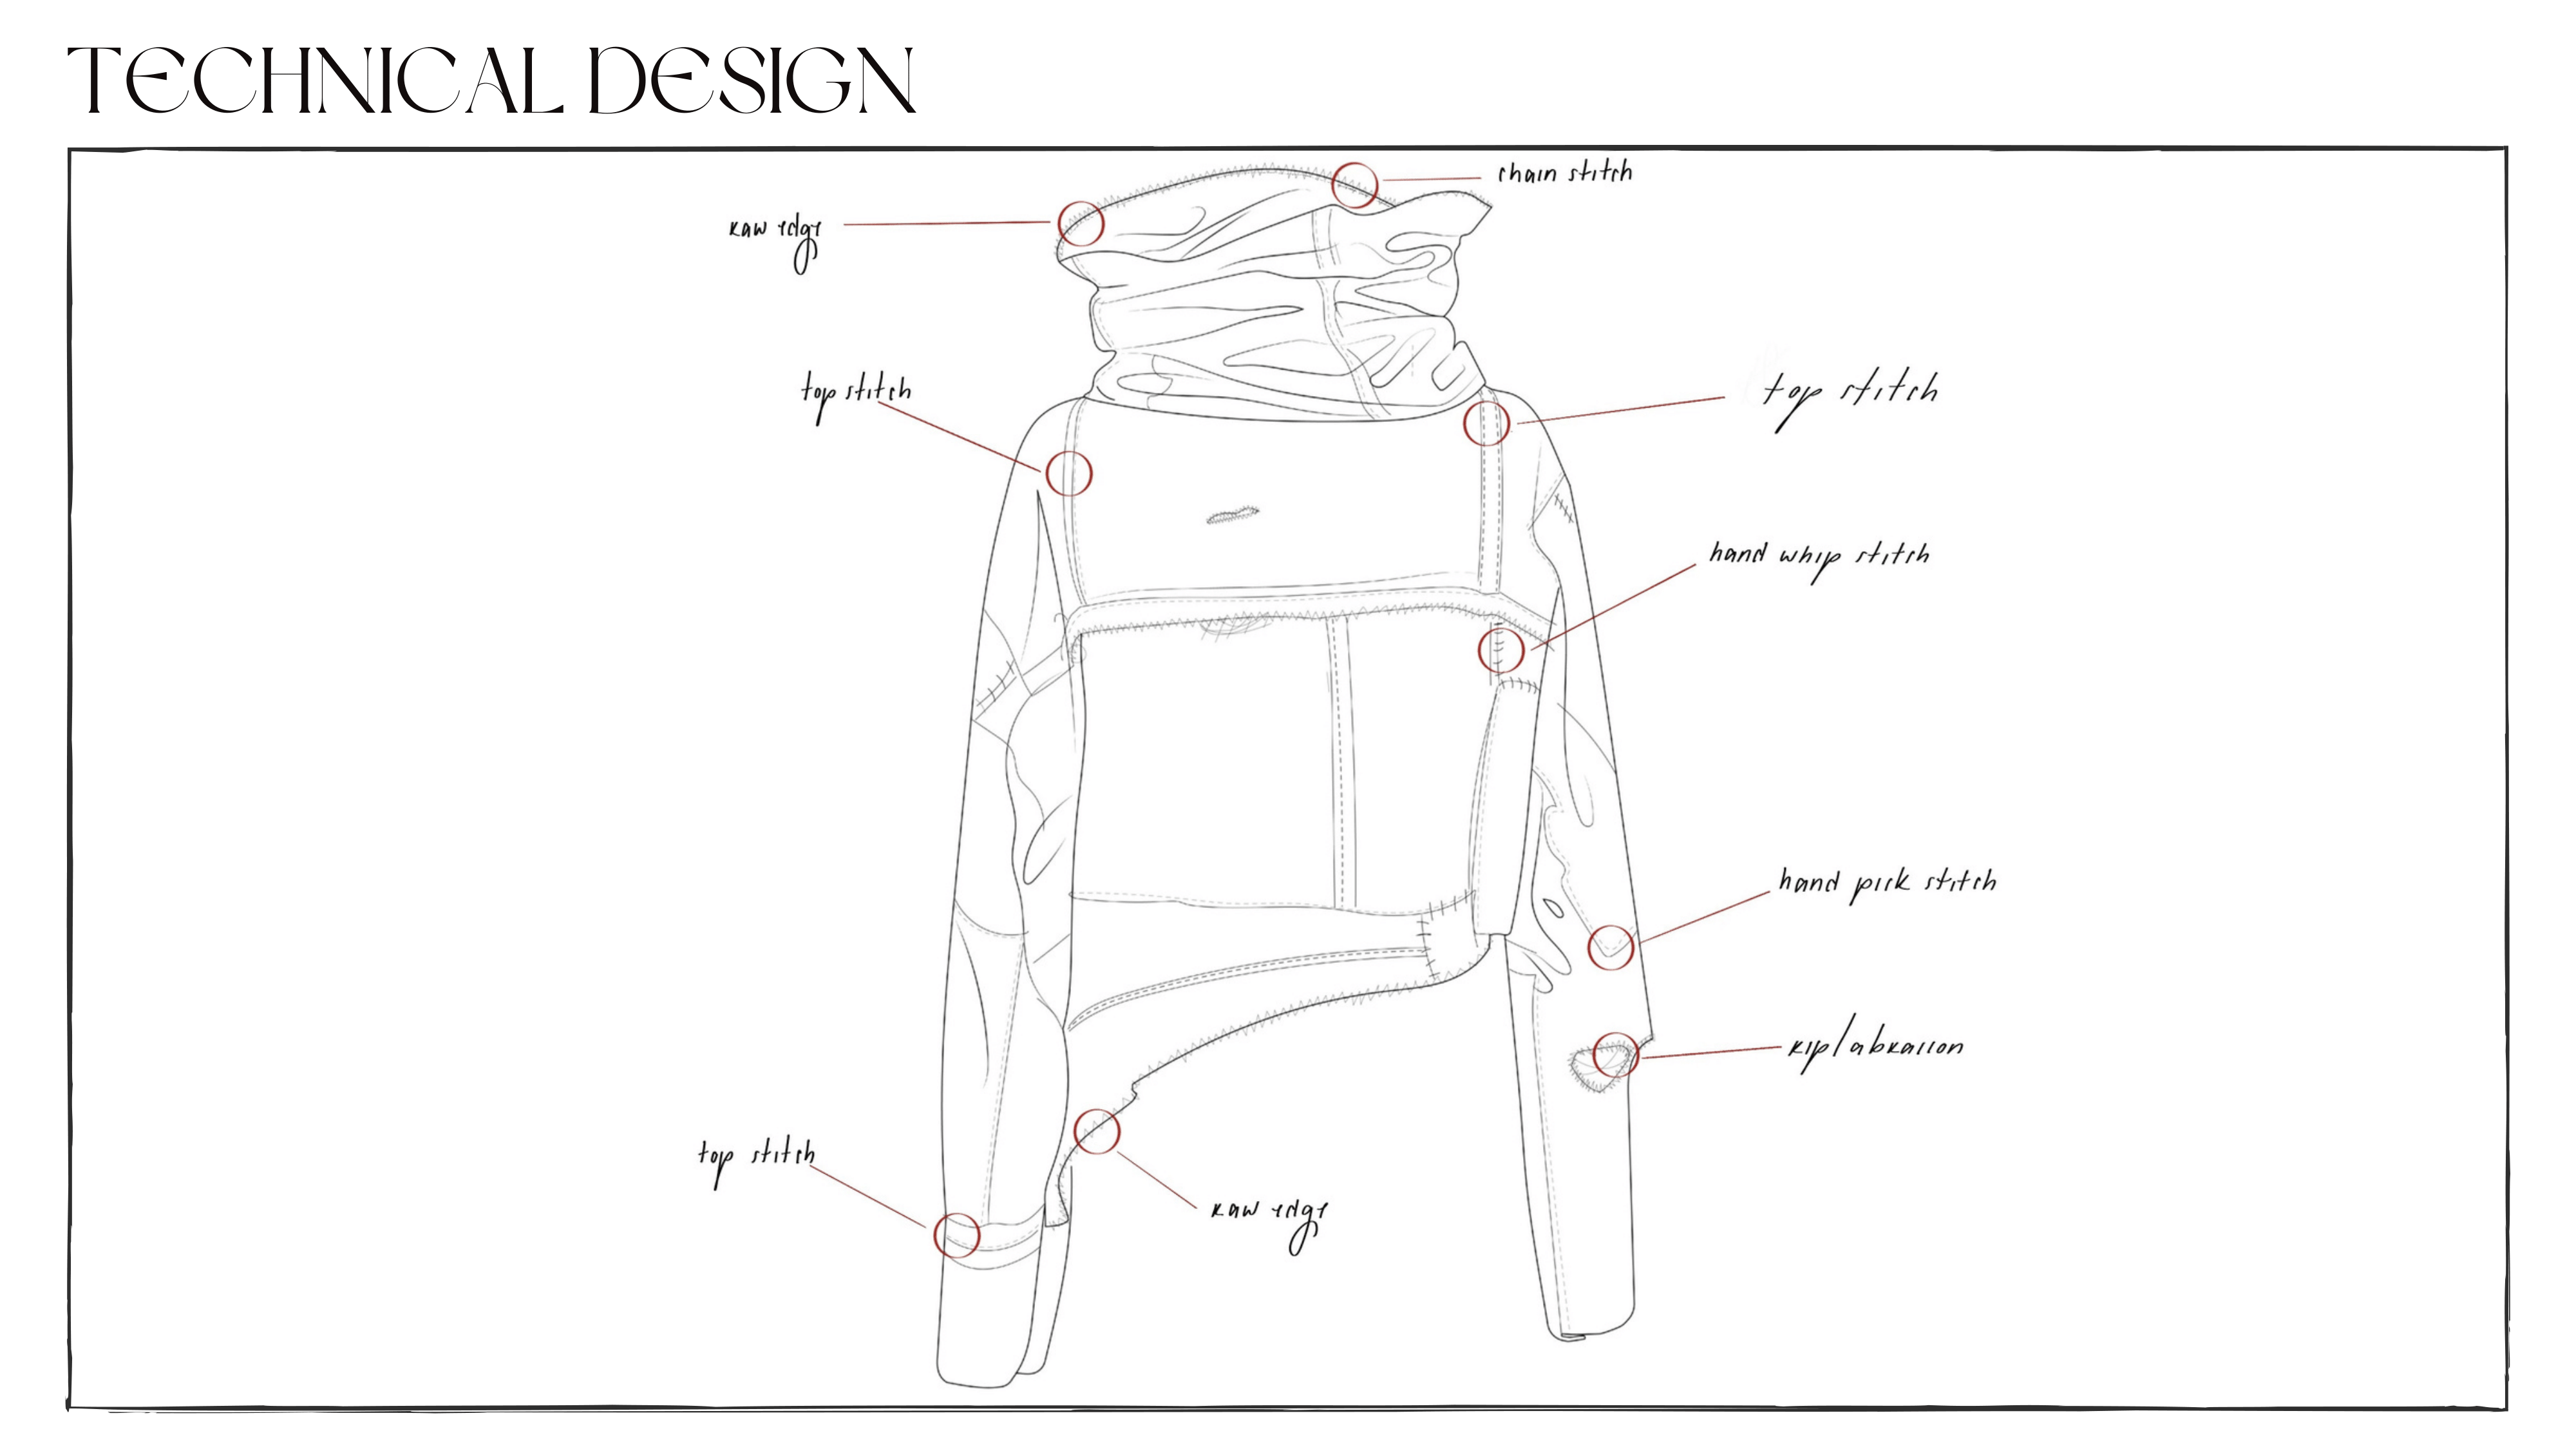 TECHNICAL DESIGN
chain stitch
raw edge
top stitch
top stitch
hand whip stitch
hand pick stitch
rip/abrasion
top stitch
raw edge